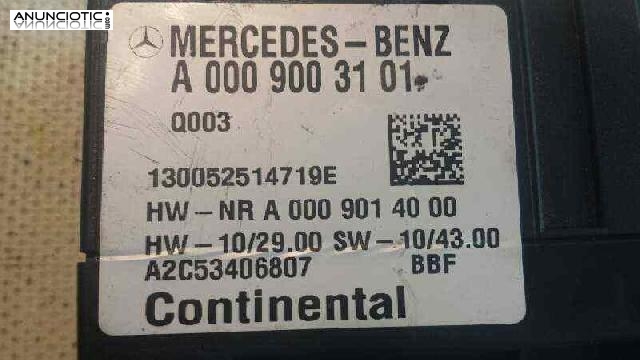 ANUNCIOTIC.com
MERCEDES-BENZ
A 000 900 31 01
Q003
130052514719E
HW-NR A 000 901 40 00
HW-10/29.00 SW-10/43.00
A2C53406807 BBF
Continental